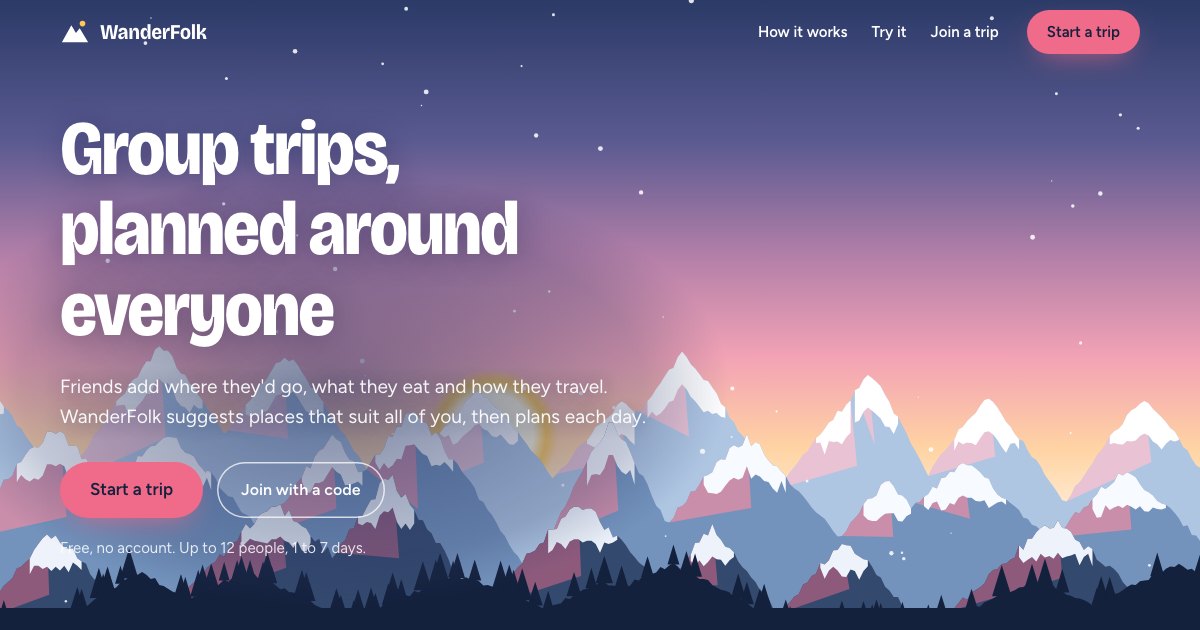 WanderFolk
How it works
Try it
Join a trip
Start a trip
Group trips,
planned around
everyone
Friends add where they'd go, what they eat and how they travel.
WanderFolk suggests places that suit all of you, then plans each day.
Start a trip
Join with a code
Free, no account. Up to 12 people, 1 to 7 days.